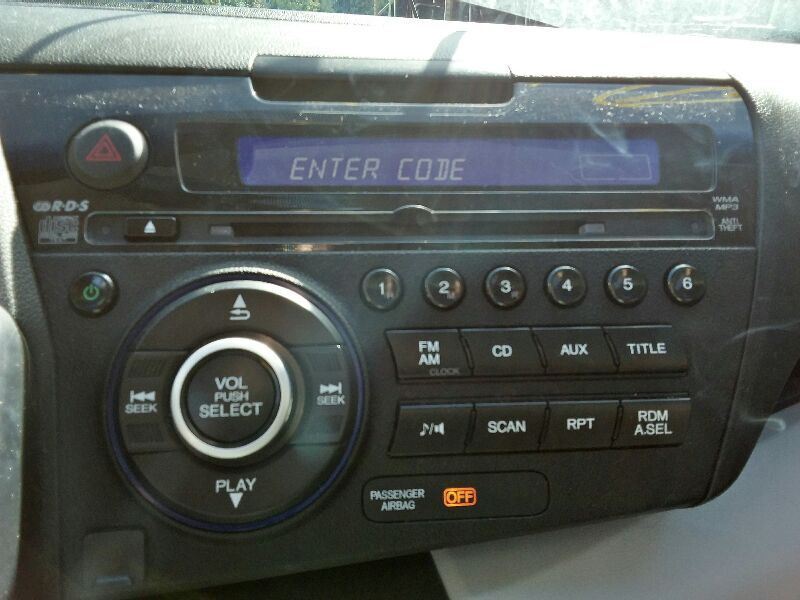 ENTER CODE
R·D·S
WMA
MP3
DISC
ANTI
THEFT
1 2 3 4 5 6
FM
AM
CLOCK
CD
AUX
TITLE
SEEK
VOL
PUSH
SELECT
SEEK
SCAN
RPT
RDM
A.SEL
PLAY
PASSENGER
AIRBAG
OFF